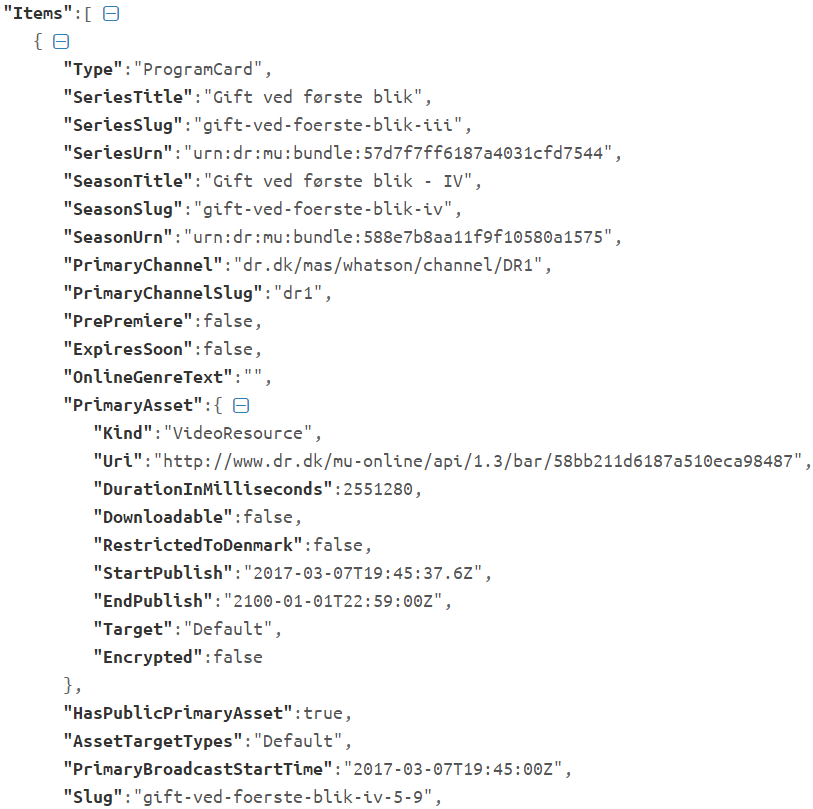 "Items":[
{
"Type":"ProgramCard",
"SeriesTitle":"Gift ved første blik",
"SeriesSlug":"gift-ved-foerste-blik-iii",
"SeriesUrn":"urn:dr:mu:bundle:57d7f7ff6187a4031cfd7544",
"SeasonTitle":"Gift ved første blik - IV",
"SeasonSlug":"gift-ved-foerste-blik-iv",
"SeasonUrn":"urn:dr:mu:bundle:588e7b8aa11f9f10580a1575",
"PrimaryChannel":"dr.dk/mas/whatson/channel/DR1",
"PrimaryChannelSlug":"dr1",
"PrePremiere":false,
"ExpiresSoon":false,
"OnlineGenreText":"",
"PrimaryAsset":{
"Kind":"VideoResource",
"Uri":"http://www.dr.dk/mu-online/api/1.3/bar/58bb211d6187a510eca98487",
"DurationInMilliseconds":2551280,
"Downloadable":false,
"RestrictedToDenmark":false,
"StartPublish":"2017-03-07T19:45:37.6Z",
"EndPublish":"2100-01-01T22:59:00Z",
"Target":"Default",
"Encrypted":false
},
"HasPublicPrimaryAsset":true,
"AssetTargetTypes":"Default",
"PrimaryBroadcastStartTime":"2017-03-07T19:45:00Z",
"Slug":"gift-ved-foerste-blik-iv-5-9",